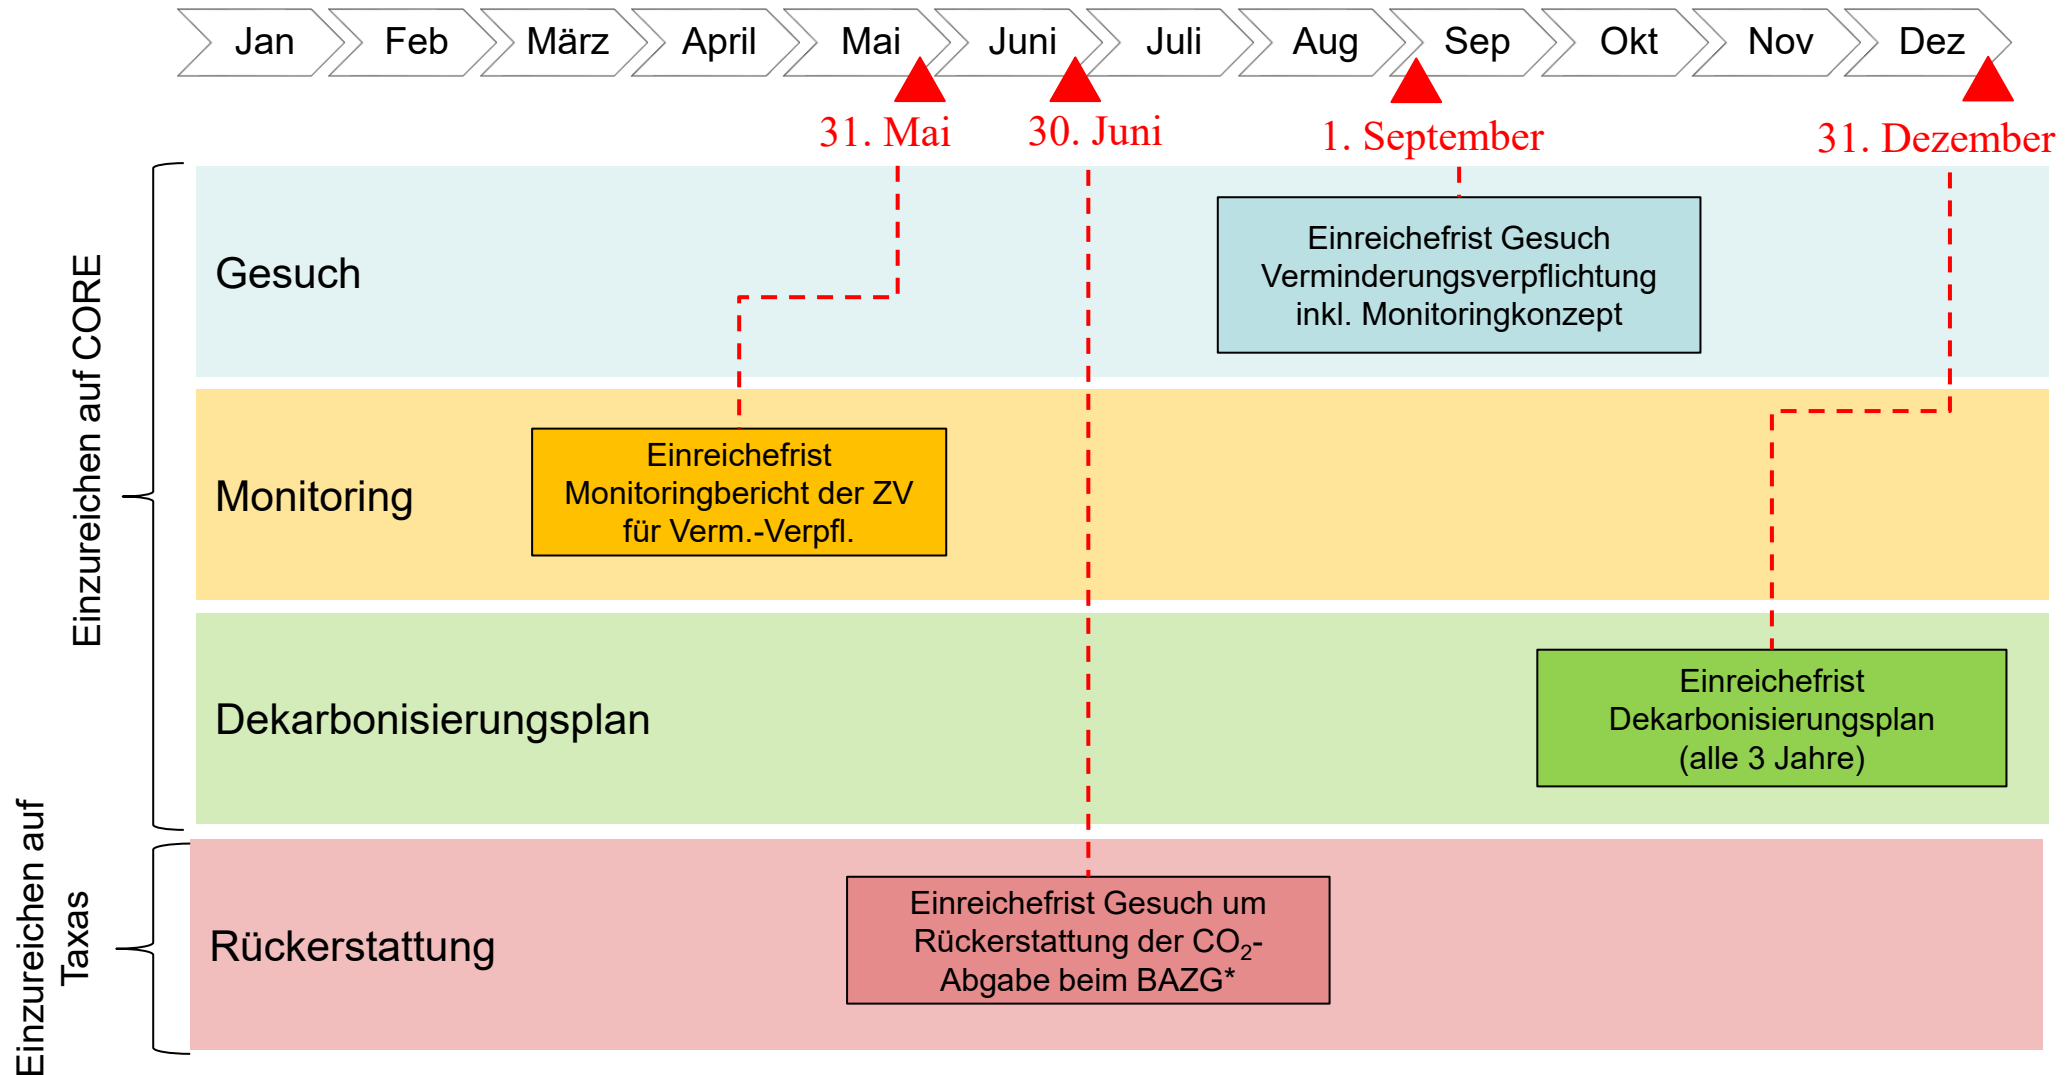 Jan
Feb
März
April
Mai
Juni
Juli
Aug
Sep
Okt
Nov
Dez
31. Mai
30. Juni
1. September
31. Dezember
Einzureichen auf CORE
Gesuch
Einreichefrist Gesuch
Verminderungsverpflichtung
inkl. Monitoringkonzept
Monitoring
Einreichefrist
Monitoringbericht der ZV
für Verm.-Verpfl.
Dekarbonisierungsplan
Einreichefrist
Dekarbonisierungsplan
(alle 3 Jahre)
Einzureichen auf
Taxas
Rückerstattung
Einreichefrist Gesuch um
Rückerstattung der CO₂-
Abgabe beim BAZG*